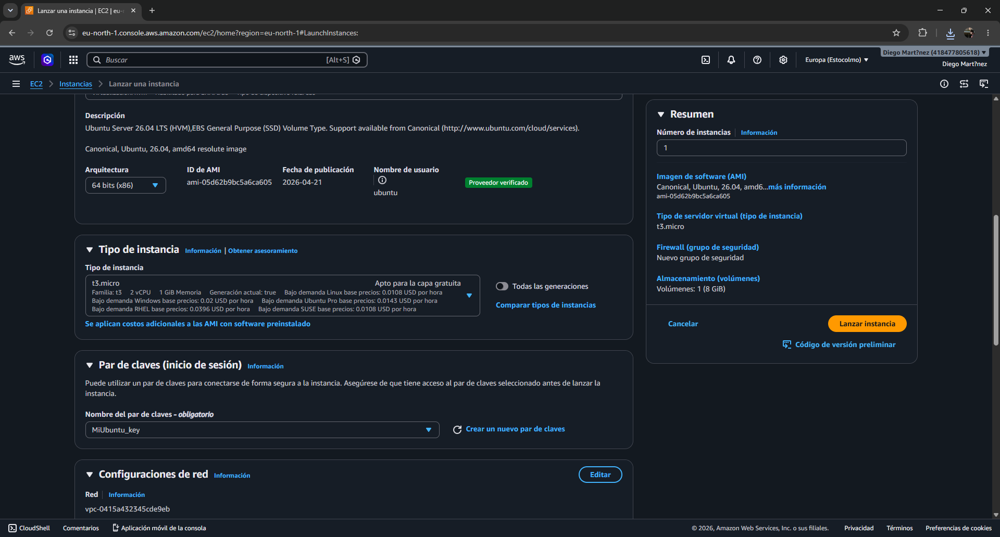 Lanzar una instancia | EC2 | eu-
eu-north-1.console.aws.amazon.com/ec2/home?region=eu-north-1#LaunchInstances:
aws
Buscar
[Alt+S]
Europa (Estocolmo)
Diego Mart?nez (418477805618)
Diego Mart?nez
EC2
Instancias
Lanzar una instancia
Descripción
Ubuntu Server 26.04 LTS (HVM),EBS General Purpose (SSD) Volume Type. Support available from Canonical (http://www.ubuntu.com/cloud/services).
Canonical, Ubuntu, 26.04, amd64 resolute image
Arquitectura
64 bits (x86)
ID de AMI
ami-05d62b9bc5a6ca605
Fecha de publicación
2026-04-21
Nombre de usuario
ubuntu
Proveedor verificado
Tipo de instancia
Información | Obtener asesoramiento
Tipo de instancia
t3.micro
Apto para la capa gratuita
Familia: t3 2 vCPU 1 GiB Memoria Generación actual: true Bajo demanda Linux base precios: 0.0108 USD por hora
Bajo demanda Windows base precios: 0.02 USD por hora Bajo demanda Ubuntu Pro base precios: 0.0143 USD por hora
Bajo demanda RHEL base precios: 0.0396 USD por hora Bajo demanda SUSE base precios: 0.0108 USD por hora
Todas las generaciones
Comparar tipos de instancias
Se aplican costos adicionales a las AMI con software preinstalado
Par de claves (inicio de sesión)
Información
Puede utilizar un par de claves para conectarse de forma segura a la instancia. Asegúrese de que tiene acceso al par de claves seleccionado antes de lanzar la
instancia.
Nombre del par de claves - obligatorio
MiUbuntu_key
Crear un nuevo par de claves
Configuraciones de red
Información
Editar
Red
Información
vpc-0415a432345cde9eb
Resumen
Número de instancias
Información
1
Imagen de software (AMI)
Canonical, Ubuntu, 26.04, amd6...más información
ami-05d62b9bc5a6ca605
Tipo de servidor virtual (tipo de instancia)
t3.micro
Firewall (grupo de seguridad)
Nuevo grupo de seguridad
Almacenamiento (volúmenes)
Volúmenes: 1 (8 GiB)
Cancelar
Lanzar instancia
Código de versión preliminar
CloudShell
Comentarios
Aplicación móvil de la consola
© 2026, Amazon Web Services, Inc. o sus filiales.
Privacidad
Términos
Preferencias de cookies